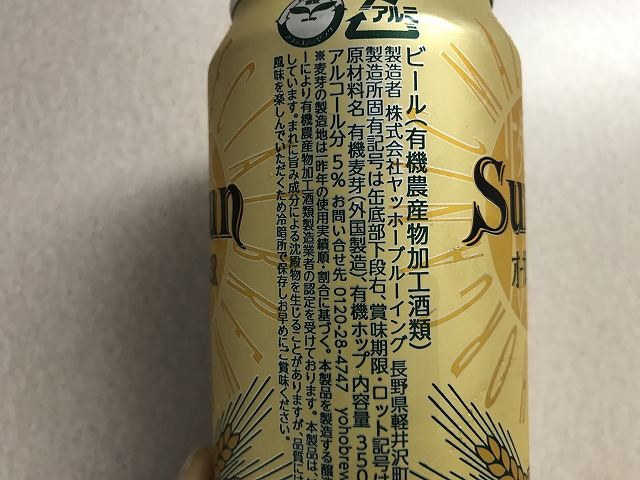 アルミ
ビール(有機農産物加工酒類)
製造者 株式会社ヤッホーブルーイング 長野県軽井沢町
製造所固有記号は缶底部下段右、賞味期限・ロット記号は
原材料名 有機麦芽(外国製造)、有機ホップ 内容量 350
アルコール分 5% お問い合せ先 0120-28-4747 yohobrew
※麦芽の製造地は一昨年の使用実績順・割合に基づく。本製品を製造する醸造
ーにより有機農産物加工酒類製造業者の認定を受けております。本製品は、
しています。まれに旨み成分による沈殿物を生じることがありますが、品質には
風味を楽しんでいただくため冷暗所で保存しお早めにご賞味ください。
un
Su